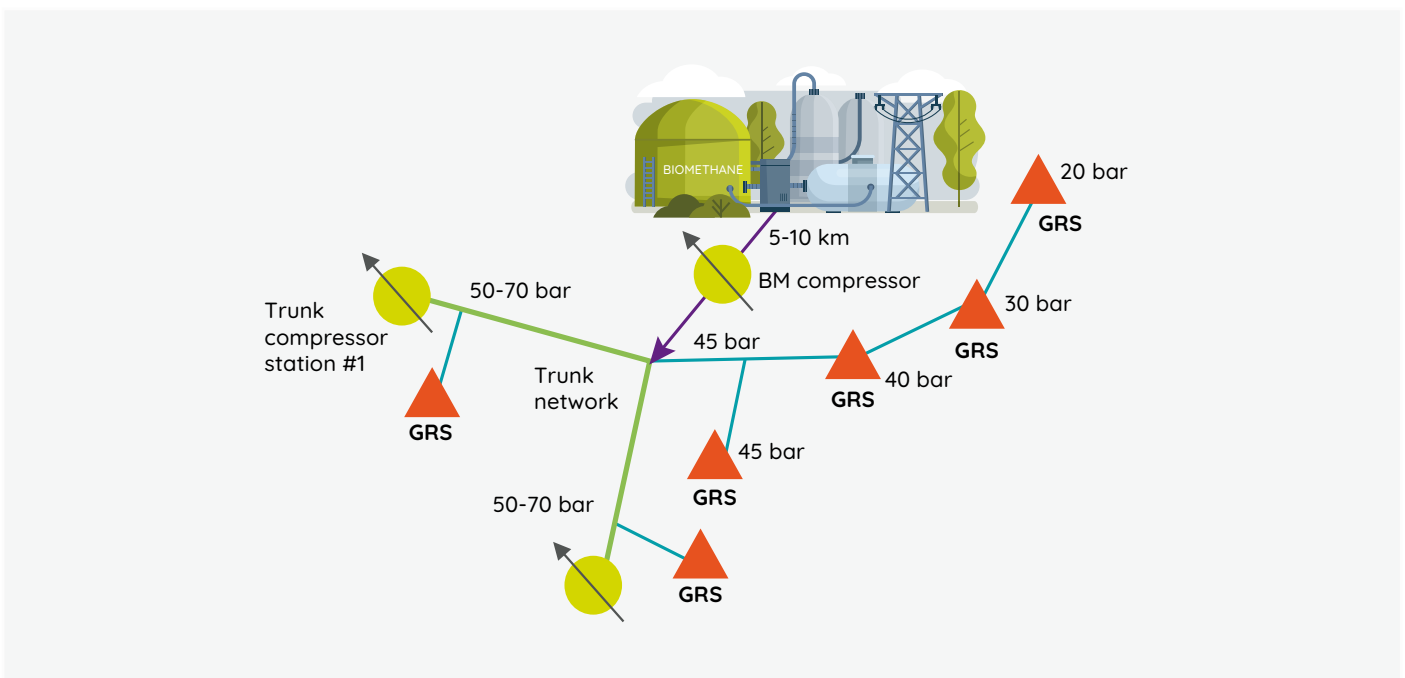 BIOMETHANE
20 bar
GRS
5-10 km
BM compressor
50-70 bar
Trunk
compressor
station #1
30 bar
GRS
45 bar
40 bar
GRS
Trunk
network
GRS
45 bar
GRS
50-70 bar
GRS